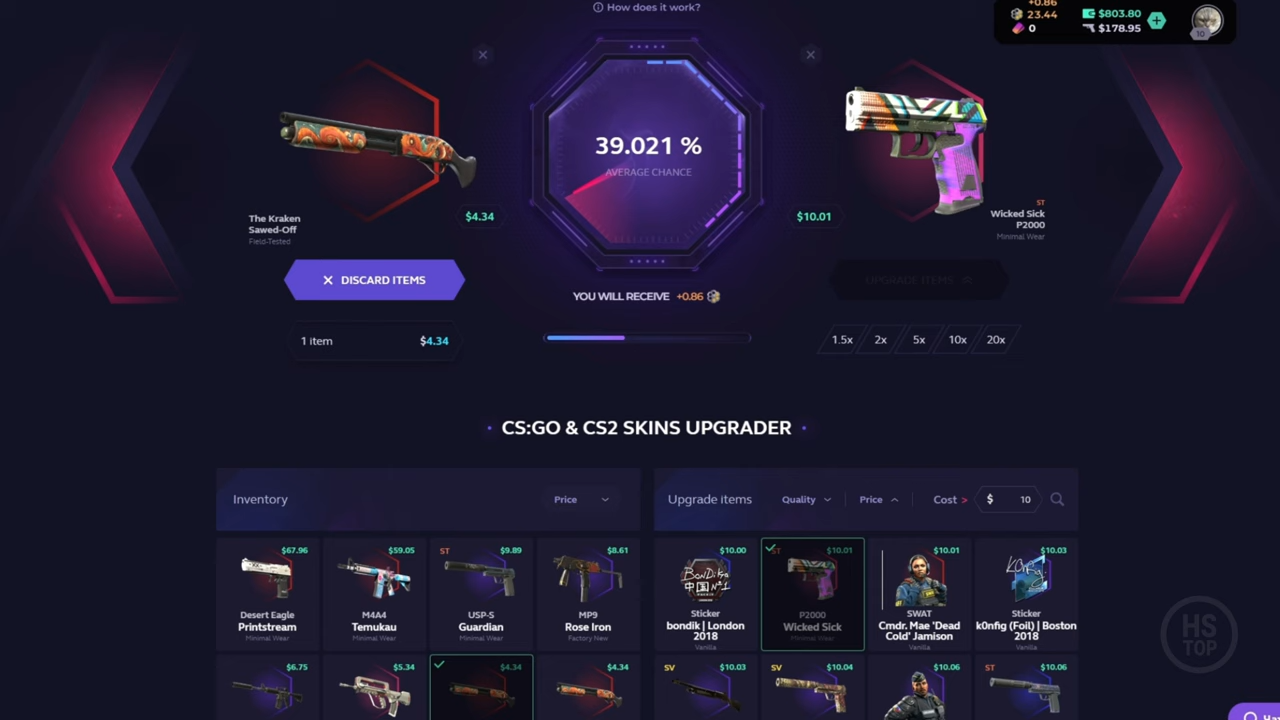 How does it work?
+0.86
23.44
0
$803.80
$178.95
10
39.021 %
AVERAGE CHANCE
The Kraken
Sawed-Off
Field-Tested
$4.34
$10.01
ST
Wicked Sick
P2000
Minimal Wear
DISCARD ITEMS
YOU WILL RECEIVE +0.86
UPGRADE ITEMS
1 item $4.34
1.5x 2x 5x 10x 20x
CS:GO & CS2 SKINS UPGRADER
Inventory Price
Upgrade items Quality Price Cost > $ 10
$67.96
Desert Eagle
Printstream
Minimal Wear
$59.05
M4A4
Temukau
Minimal Wear
ST $9.89
USP-S
Guardian
Minimal Wear
$8.61
MP9
Rose Iron
Factory New
$10.00
Sticker
bondik | London
2018
Vanilla
ST $10.01
P2000
Wicked Sick
Minimal Wear
$10.01
SWAT
Cmdr. Mae 'Dead
Cold' Jamison
Vanilla
$10.03
Sticker
k0nfig (Foil) | Boston
2018
Vanilla
$6.75
$5.34
$4.34
$4.34
SV $10.03
SV $10.04
$10.06
ST $10.06
HS
TOP